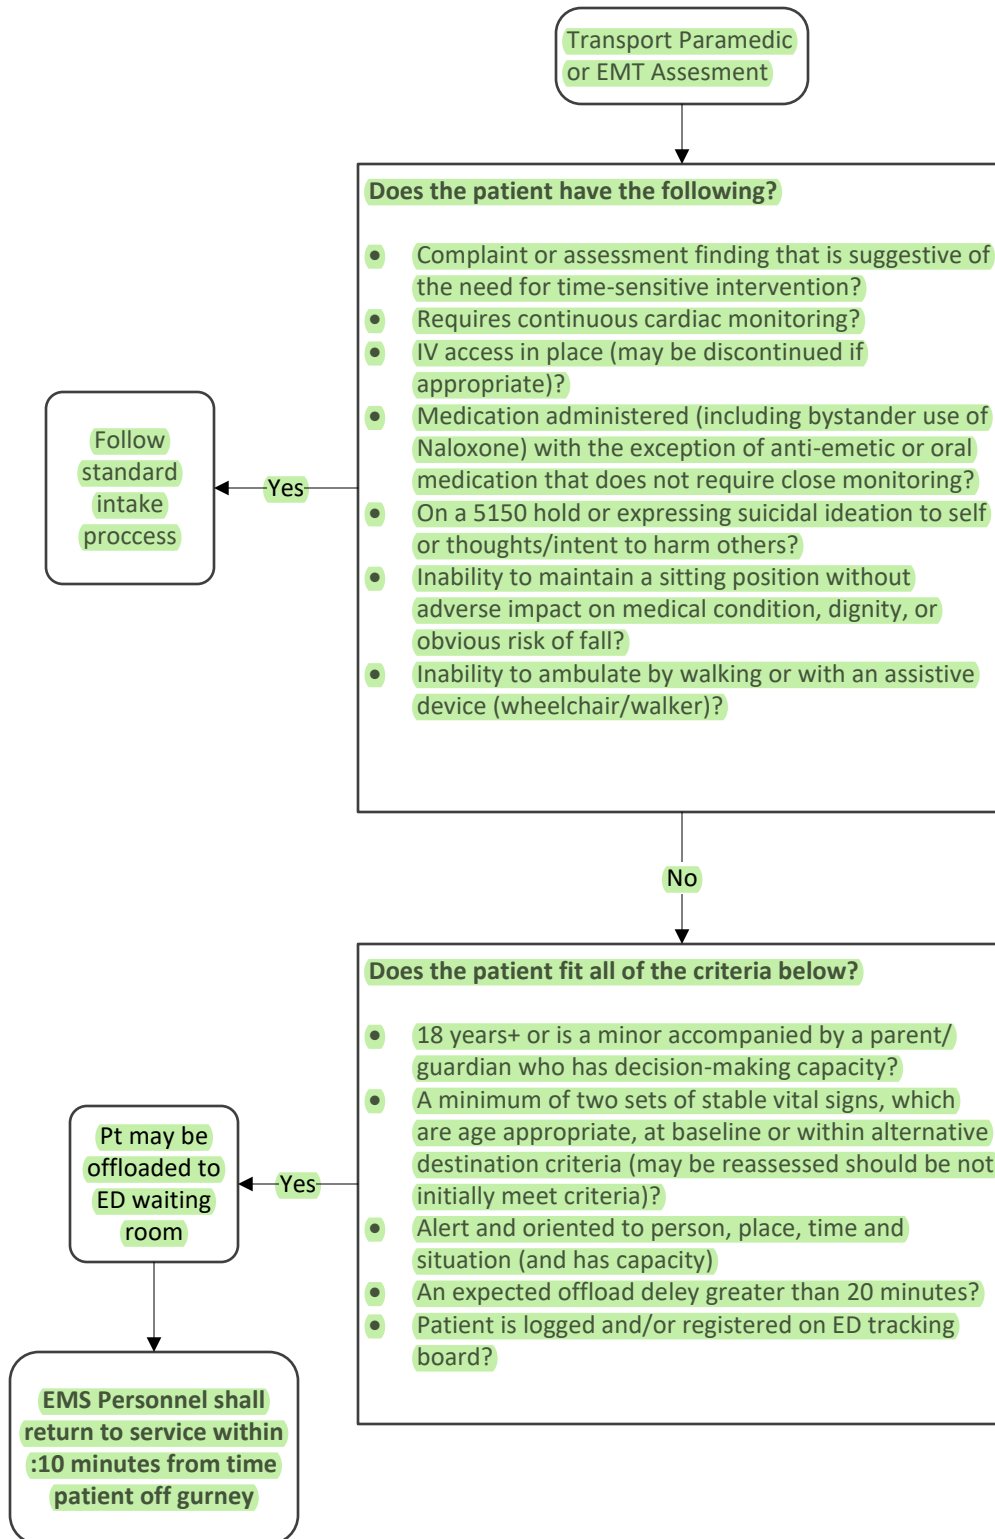 Transport Paramedic
or EMT Assesment
Does the patient have the following?
● Complaint or assessment finding that is suggestive of
the need for time-sensitive intervention?
● Requires continuous cardiac monitoring?
● IV access in place (may be discontinued if
appropriate)?
● Medication administered (including bystander use of
Naloxone) with the exception of anti-emetic or oral
medication that does not require close monitoring?
● On a 5150 hold or expressing suicidal ideation to self
or thoughts/intent to harm others?
● Inability to maintain a sitting position without
adverse impact on medical condition, dignity, or
obvious risk of fall?
● Inability to ambulate by walking or with an assistive
device (wheelchair/walker)?
Yes
Follow
standard
intake
proccess
No
Does the patient fit all of the criteria below?
● 18 years+ or is a minor accompanied by a parent/
guardian who has decision-making capacity?
● A minimum of two sets of stable vital signs, which
are age appropriate, at baseline or within alternative
destination criteria (may be reassessed should be not
initially meet criteria)?
● Alert and oriented to person, place, time and
situation (and has capacity)
● An expected offload deley greater than 20 minutes?
● Patient is logged and/or registered on ED tracking
board?
Yes
Pt may be
offloaded to
ED waiting
room
EMS Personnel shall
return to service within
:10 minutes from time
patient off gurney